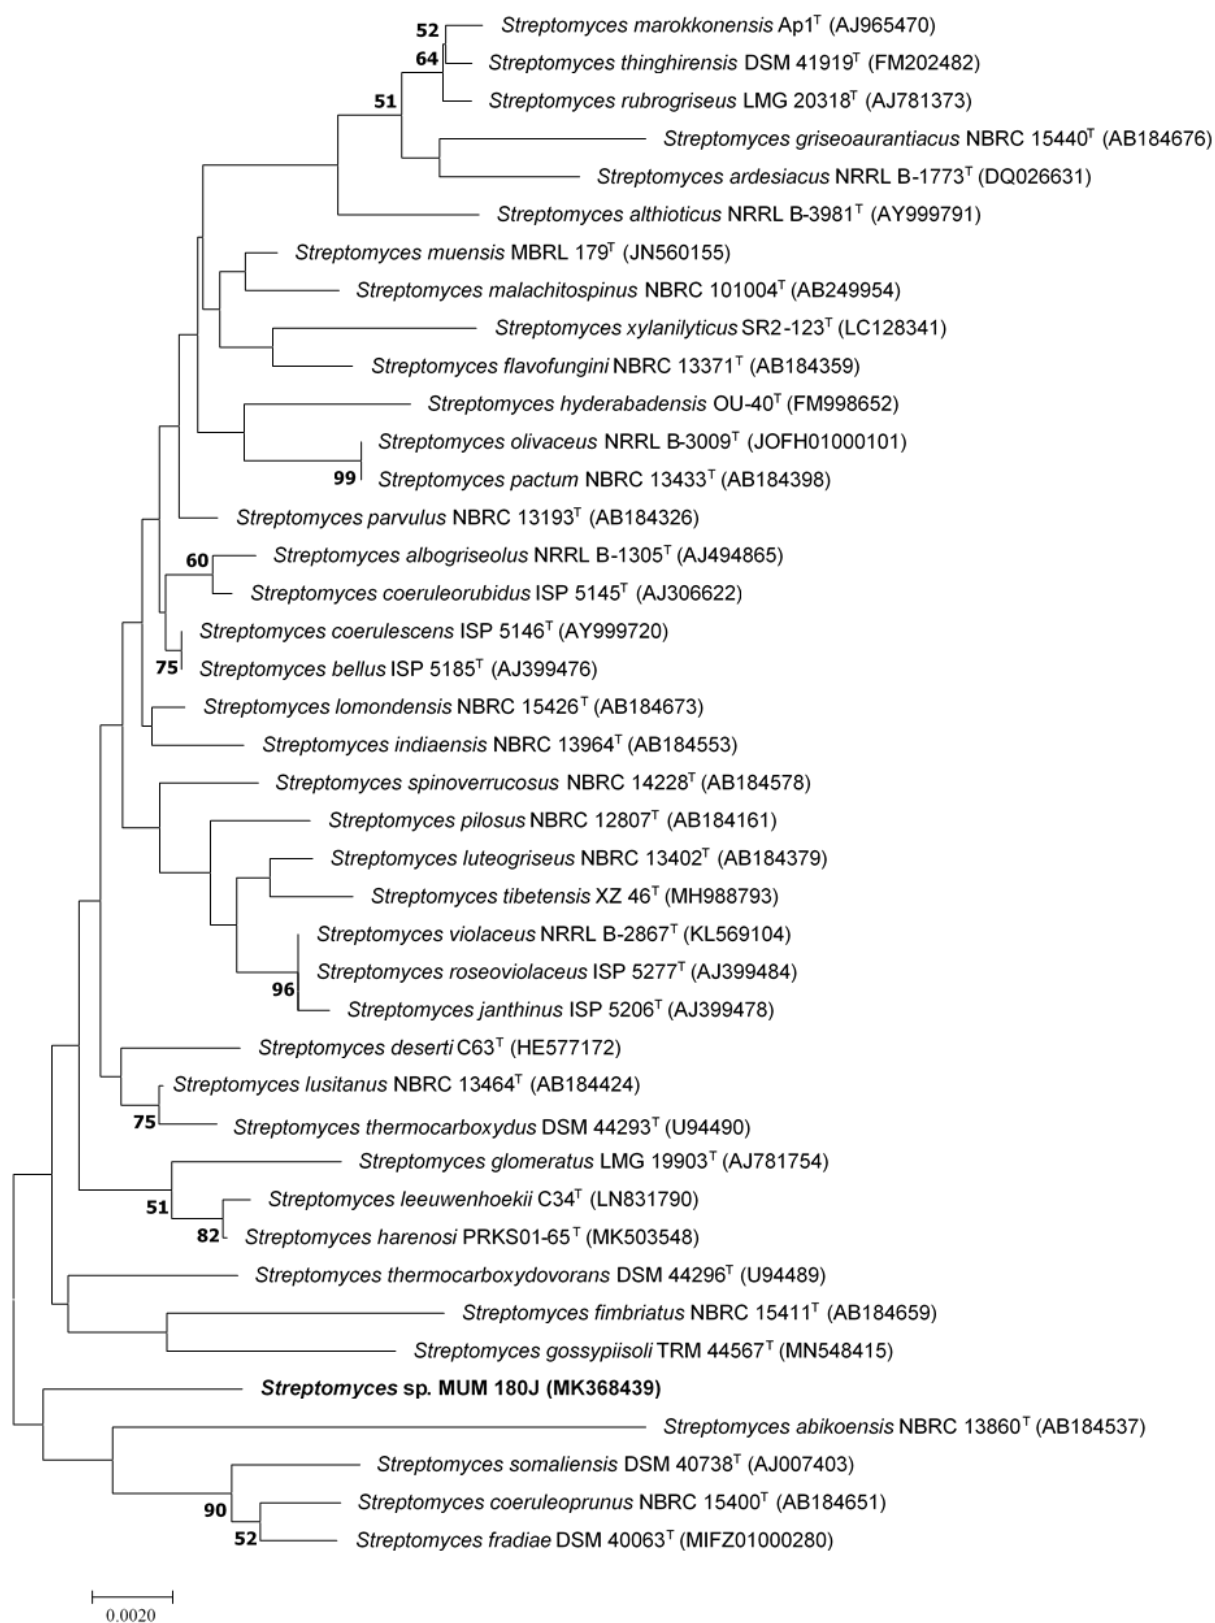 52
Streptomyces marokkonensis Ap1ᵀ (AJ965470)
64
Streptomyces thinghirensis DSM 41919ᵀ (FM202482)
51
Streptomyces rubrogriseus LMG 20318ᵀ (AJ781373)
Streptomyces griseoaurantiacus NBRC 15440ᵀ (AB184676)
Streptomyces ardesiacus NRRL B-1773ᵀ (DQ026631)
Streptomyces althioticus NRRL B-3981ᵀ (AY999791)
Streptomyces muensis MBRL 179ᵀ (JN560155)
Streptomyces malachitospinus NBRC 101004ᵀ (AB249954)
Streptomyces xylanilyticus SR2-123ᵀ (LC128341)
Streptomyces flavofungini NBRC 13371ᵀ (AB184359)
Streptomyces hyderabadensis OU-40ᵀ (FM998652)
Streptomyces olivaceus NRRL B-3009ᵀ (JOFH01000101)
99
Streptomyces pactum NBRC 13433ᵀ (AB184398)
Streptomyces parvulus NBRC 13193ᵀ (AB184326)
60
Streptomyces albogriseolus NRRL B-1305ᵀ (AJ494865)
Streptomyces coeruleorubidus ISP 5145ᵀ (AJ306622)
Streptomyces coerulescens ISP 5146ᵀ (AY999720)
75
Streptomyces bellus ISP 5185ᵀ (AJ399476)
Streptomyces lomondensis NBRC 15426ᵀ (AB184673)
Streptomyces indiaensis NBRC 13964ᵀ (AB184553)
Streptomyces spinoverrucosus NBRC 14228ᵀ (AB184578)
Streptomyces pilosus NBRC 12807ᵀ (AB184161)
Streptomyces luteogriseus NBRC 13402ᵀ (AB184379)
Streptomyces tibetensis XZ 46ᵀ (MH988793)
Streptomyces violaceus NRRL B-2867ᵀ (KL569104)
Streptomyces roseoviolaceus ISP 5277ᵀ (AJ399484)
96
Streptomyces janthinus ISP 5206ᵀ (AJ399478)
Streptomyces deserti C63ᵀ (HE577172)
Streptomyces lusitanus NBRC 13464ᵀ (AB184424)
75
Streptomyces thermocarboxydus DSM 44293ᵀ (U94490)
Streptomyces glomeratus LMG 19903ᵀ (AJ781754)
51
Streptomyces leeuwenhoekii C34ᵀ (LN831790)
82
Streptomyces harenosi PRKS01-65ᵀ (MK503548)
Streptomyces thermocarboxydovorans DSM 44296ᵀ (U94489)
Streptomyces fimbriatus NBRC 15411ᵀ (AB184659)
Streptomyces gossypiisoli TRM 44567ᵀ (MN548415)
Streptomyces sp. MUM 180J (MK368439)
Streptomyces abikoensis NBRC 13860ᵀ (AB184537)
Streptomyces somaliensis DSM 40738ᵀ (AJ007403)
90
Streptomyces coeruleoprunus NBRC 15400ᵀ (AB184651)
52
Streptomyces fradiae DSM 40063ᵀ (MIFZ01000280)
0.0020